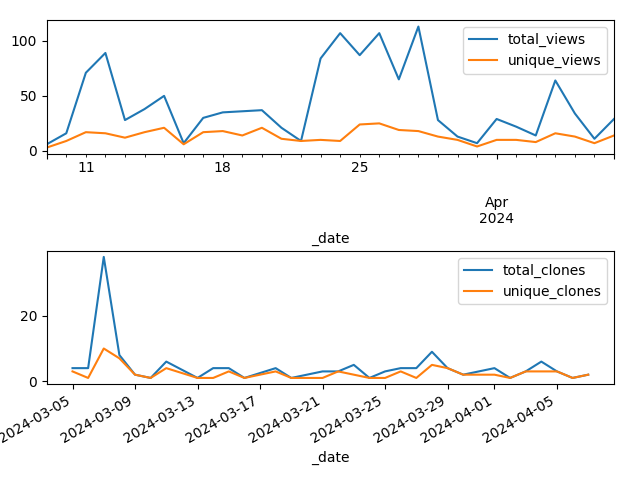 100
50
0
total_views
unique_views
11
18
25
Apr
2024
_date
20
0
total_clones
unique_clones
2024-03-05
2024-03-09
2024-03-13
2024-03-17
2024-03-21
2024-03-25
2024-03-29
2024-04-01
2024-04-05
_date